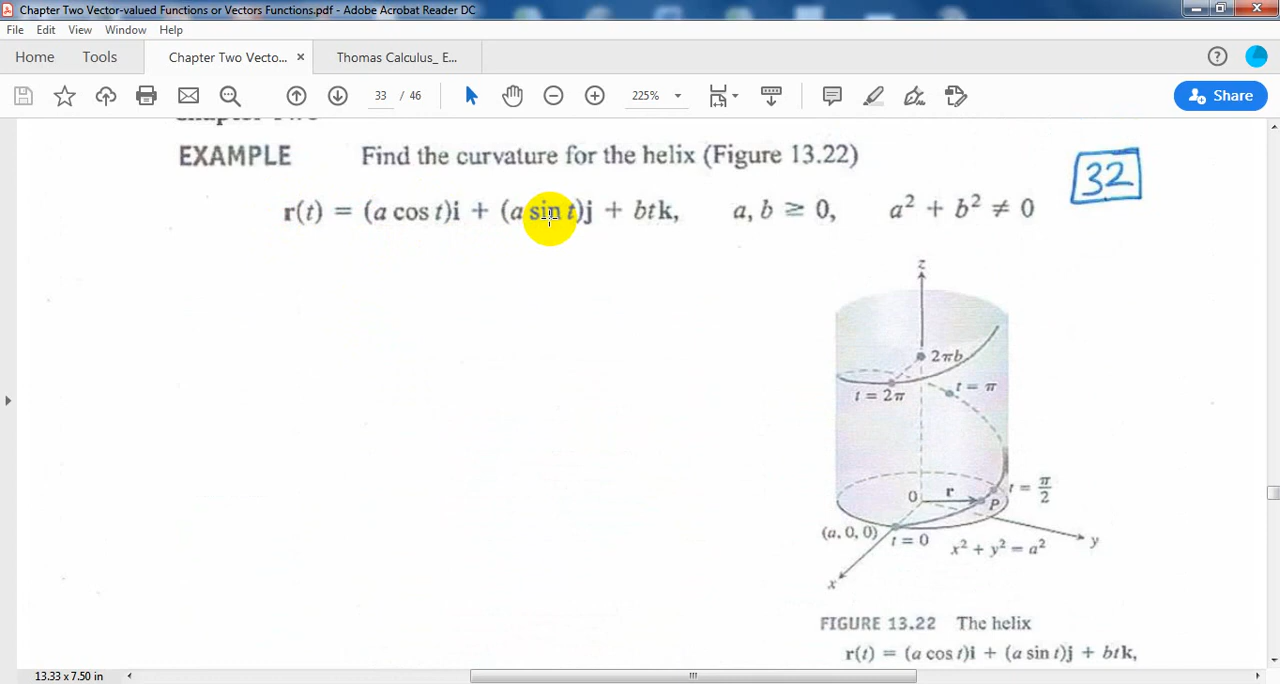 Chapter Two Vector-valued Functions or Vectors Functions.pdf - Adobe Acrobat Reader DC
File Edit View Window Help
Home Tools Chapter Two Vecto... × Thomas Calculus_ E...
33 / 46 225% Share
Chapter Two
EXAMPLE Find the curvature for the helix (Figure 13.22)
32
r(t) = (a cos t)i + (a sin t)j + btk, a, b ≥ 0, a² + b² ≠ 0
z
2πb
t = 2π
t = π
0 r P t = π/2
(a, 0, 0) t = 0 x² + y² = a² y
x
FIGURE 13.22 The helix
r(t) = (a cos t)i + (a sin t)j + btk,
13.33 x 7.50 in